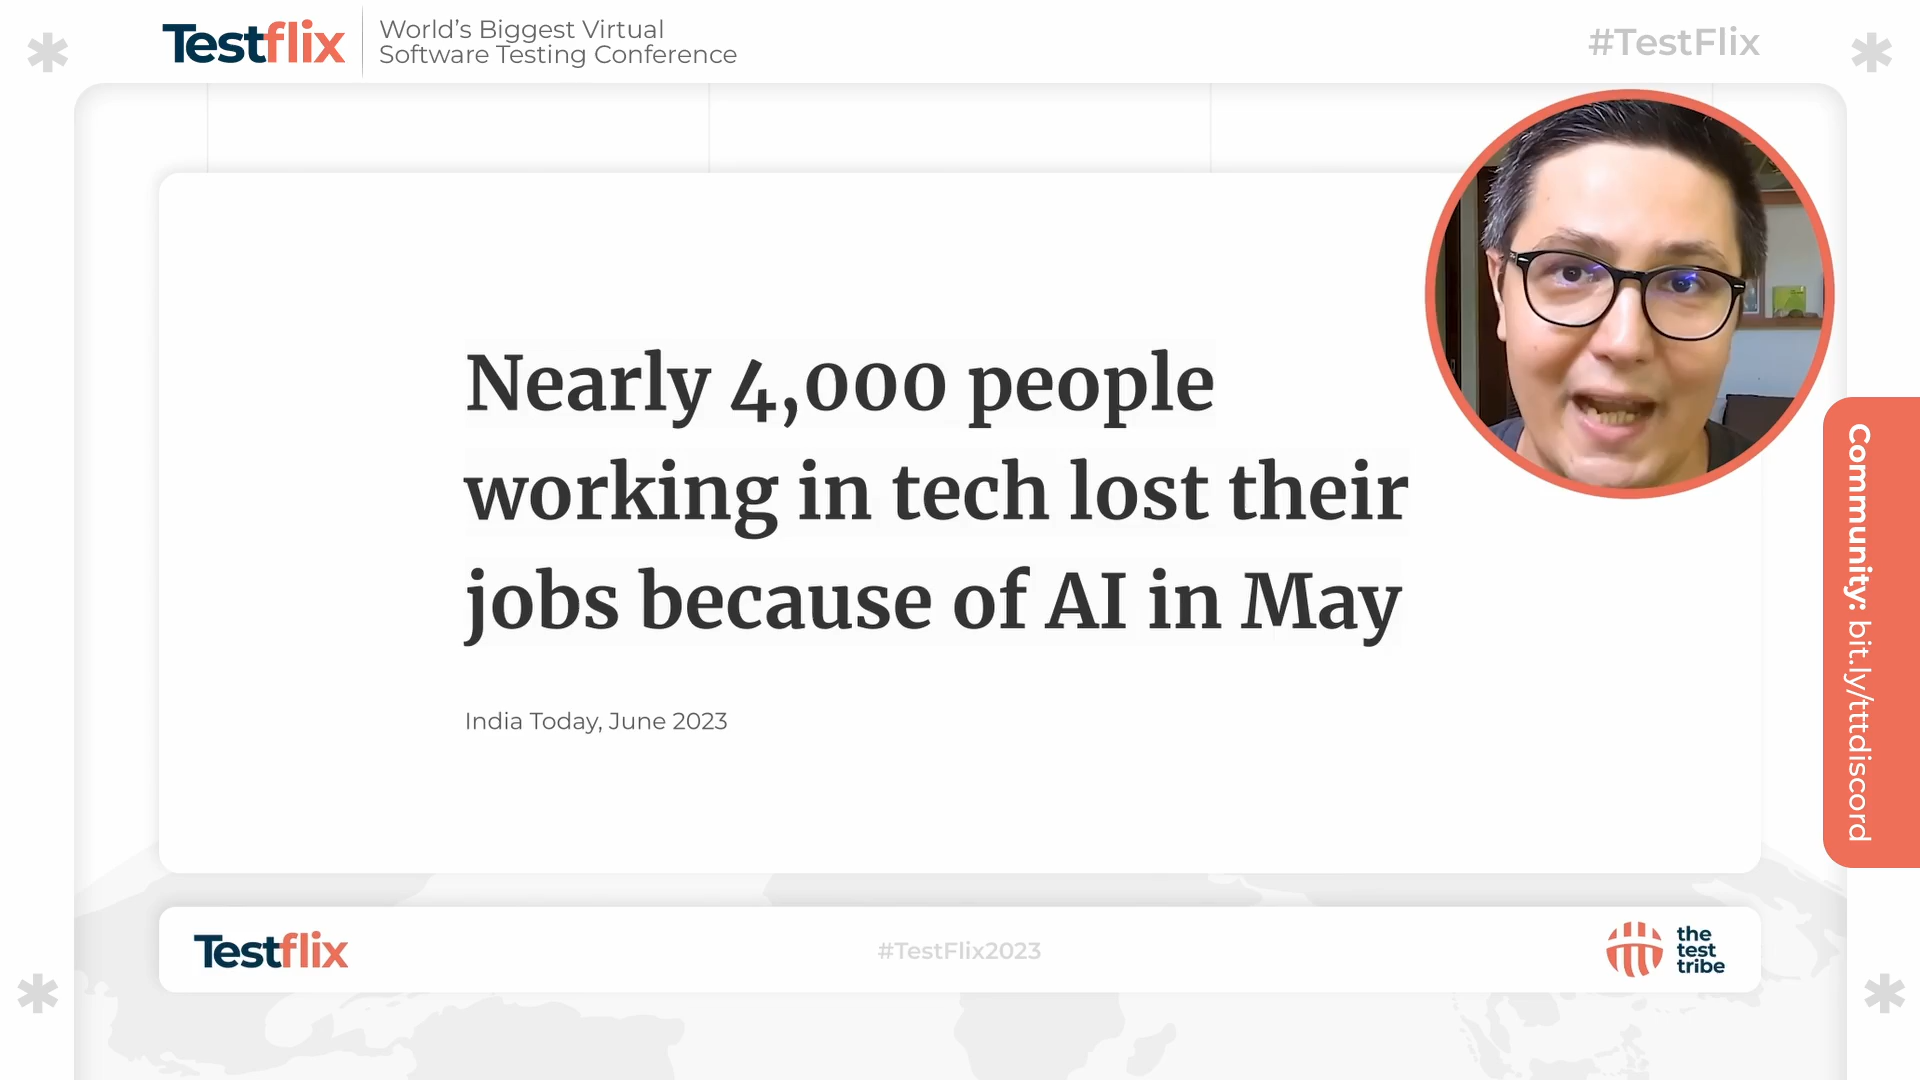 Testflix
World’s Biggest Virtual
Software Testing Conference
#TestFlix
Nearly 4,000 people
working in tech lost their
jobs because of AI in May
India Today, June 2023
Community: bit.ly/tttdiscord
Testflix
#TestFlix2023
the
test
tribe